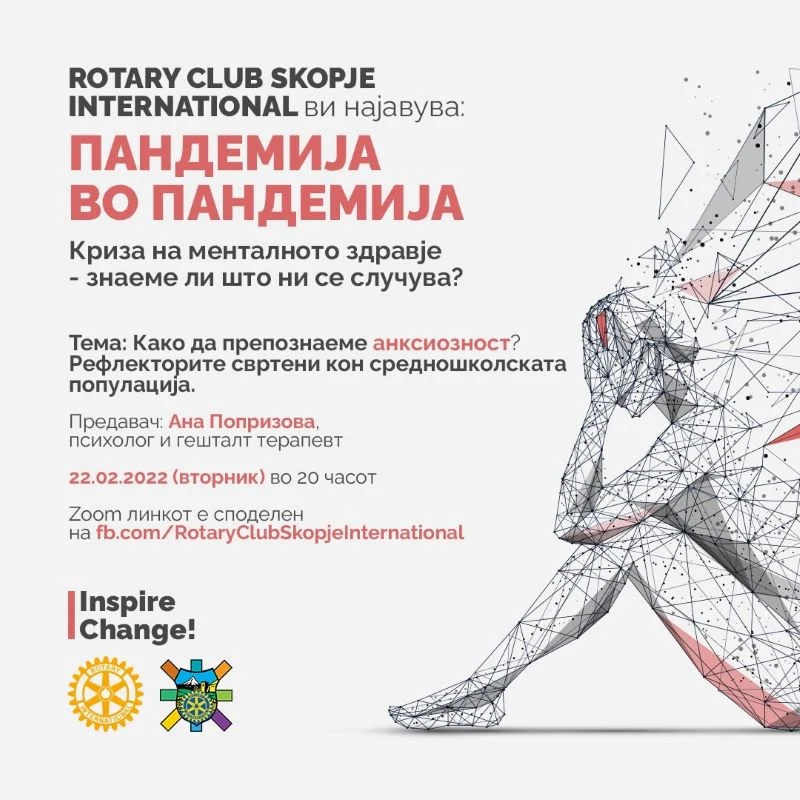 ROTARY CLUB SKOPJE
INTERNATIONAL ви најавува:
ПАНДЕМИЈА
ВО ПАНДЕМИЈА
Криза на менталното здравје
- знаеме ли што ни се случува?
Тема: Како да препознаеме анксиозност?
Рефлекторите свртени кон средношколската
популација.
Предавач: Ана Попризова,
психолог и гешталт терапевт
22.02.2022 (вторник) во 20 часот
Zoom линкот е споделен
на fb.com/RotaryClubSkopjeInternational
Inspire
Change!
ROTARY
INTERNATIONAL